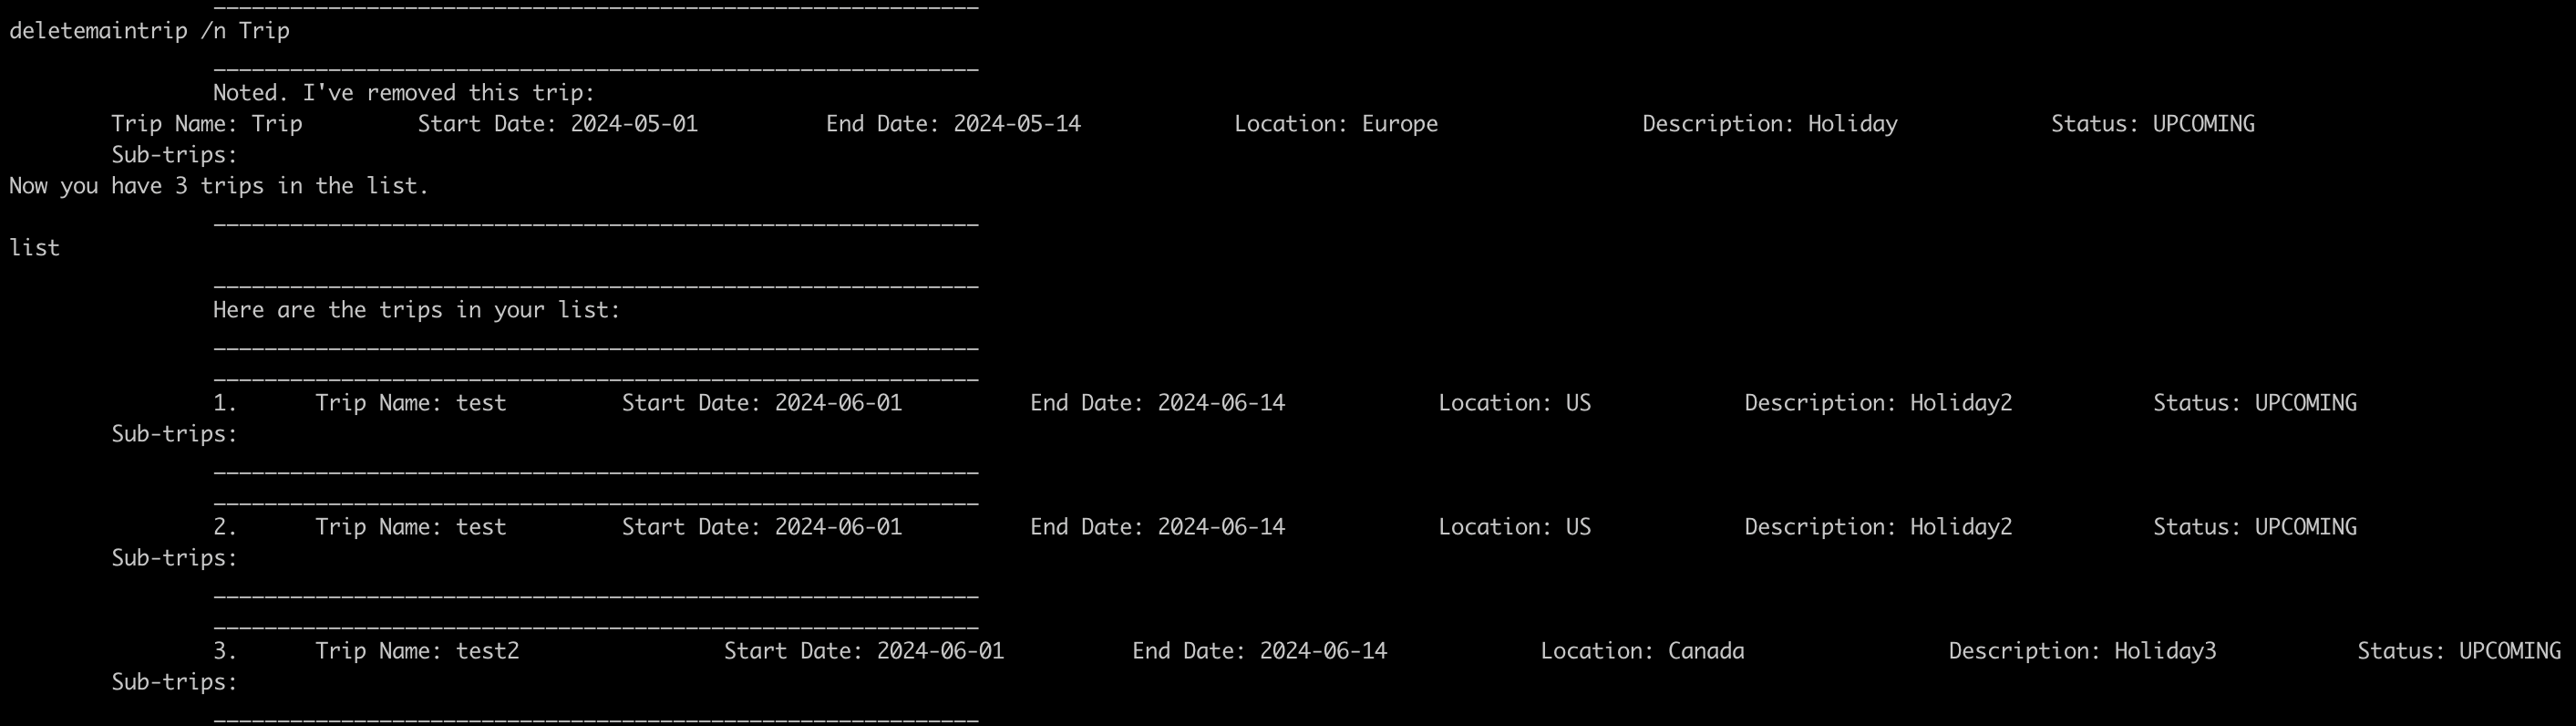 ____________________________________________________________
deletemaintrip /n Trip
____________________________________________________________
Noted. I've removed this trip:
Trip Name: Trip Start Date: 2024-05-01 End Date: 2024-05-14 Location: Europe Description: Holiday Status: UPCOMING
Sub-trips:
Now you have 3 trips in the list.
____________________________________________________________
list
____________________________________________________________
Here are the trips in your list:
____________________________________________________________
____________________________________________________________
1. Trip Name: test Start Date: 2024-06-01 End Date: 2024-06-14 Location: US Description: Holiday2 Status: UPCOMING
Sub-trips:
____________________________________________________________
____________________________________________________________
2. Trip Name: test Start Date: 2024-06-01 End Date: 2024-06-14 Location: US Description: Holiday2 Status: UPCOMING
Sub-trips:
____________________________________________________________
____________________________________________________________
3. Trip Name: test2 Start Date: 2024-06-01 End Date: 2024-06-14 Location: Canada Description: Holiday3 Status: UPCOMING
Sub-trips:
____________________________________________________________